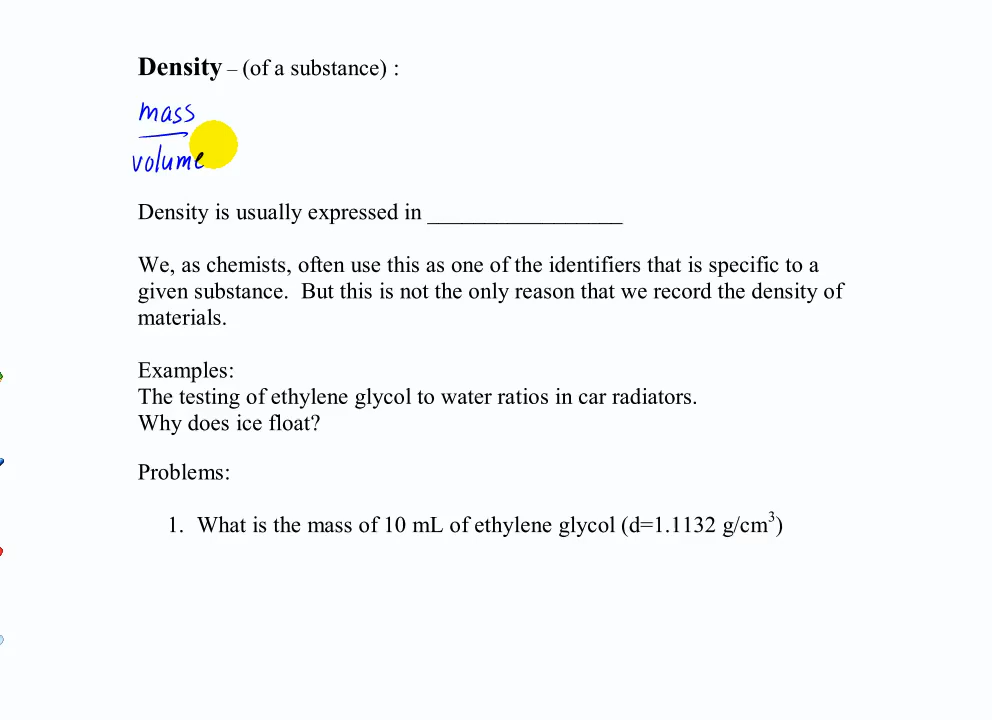 Density – (of a substance) :
mass
volume
Density is usually expressed in _________________
We, as chemists, often use this as one of the identifiers that is specific to a
given substance.  But this is not the only reason that we record the density of
materials.
Examples:
The testing of ethylene glycol to water ratios in car radiators.
Why does ice float?
Problems:
1.  What is the mass of 10 mL of ethylene glycol (d=1.1132 g/cm³)